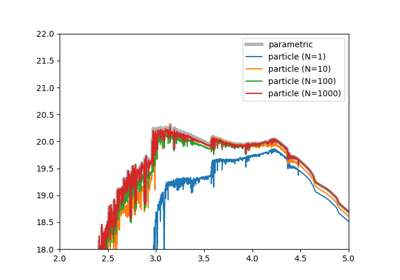 22.0
21.5
21.0
20.5
20.0
19.5
19.0
18.5
18.0
2.0 2.5 3.0 3.5 4.0 4.5 5.0
parametric
particle (N=1)
particle (N=10)
particle (N=100)
particle (N=1000)